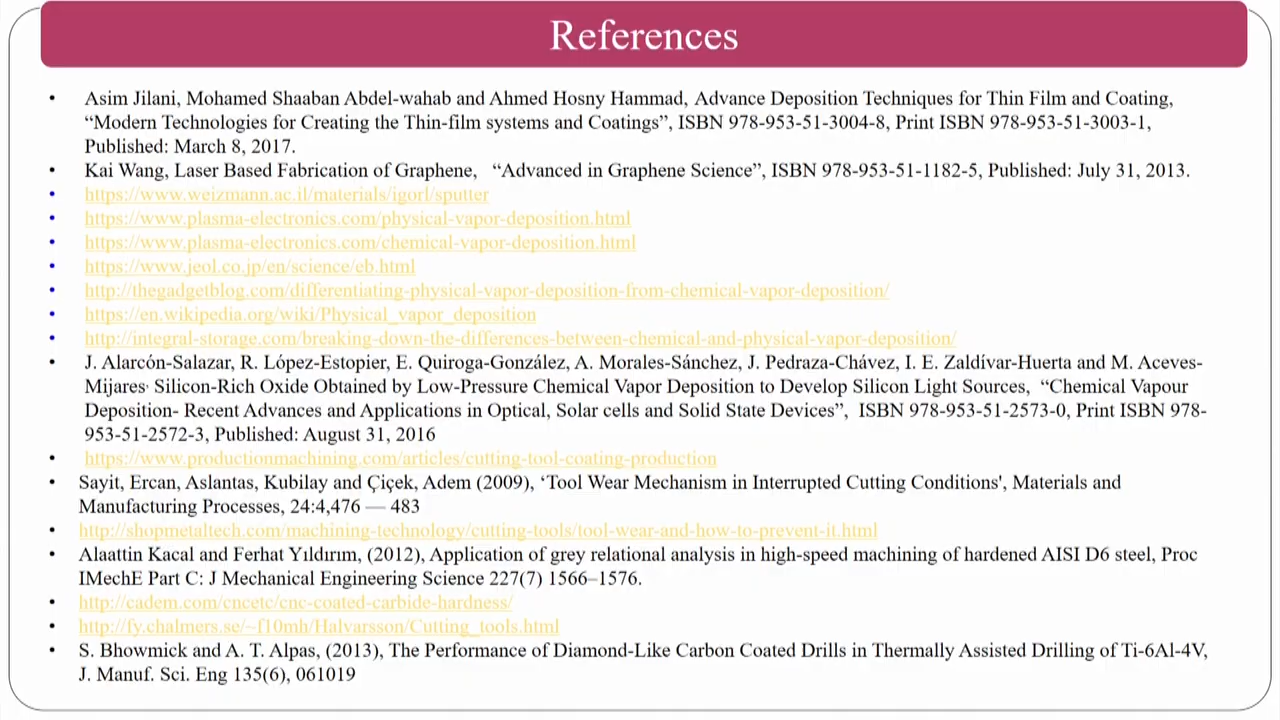 References
• Asim Jilani, Mohamed Shaaban Abdel-wahab and Ahmed Hosny Hammad, Advance Deposition Techniques for Thin Film and Coating,
“Modern Technologies for Creating the Thin-film systems and Coatings”, ISBN 978-953-51-3004-8, Print ISBN 978-953-51-3003-1,
Published: March 8, 2017.
• Kai Wang, Laser Based Fabrication of Graphene, “Advanced in Graphene Science”, ISBN 978-953-51-1182-5, Published: July 31, 2013.
• https://www.weizmann.ac.il/materials/igorl/sputter
• https://www.plasma-electronics.com/physical-vapor-deposition.html
• https://www.plasma-electronics.com/chemical-vapor-deposition.html
• https://www.jeol.co.jp/en/science/eb.html
• http://thegadgetblog.com/differentiating-physical-vapor-deposition-from-chemical-vapor-deposition/
• https://en.wikipedia.org/wiki/Physical_vapor_deposition
• http://integral-storage.com/breaking-down-the-differences-between-chemical-and-physical-vapor-deposition/
• J. Alarcón-Salazar, R. López-Estopier, E. Quiroga-González, A. Morales-Sánchez, J. Pedraza-Chávez, I. E. Zaldívar-Huerta and M. Aceves-
Mijares, Silicon-Rich Oxide Obtained by Low-Pressure Chemical Vapor Deposition to Develop Silicon Light Sources, “Chemical Vapour
Deposition- Recent Advances and Applications in Optical, Solar cells and Solid State Devices”, ISBN 978-953-51-2573-0, Print ISBN 978-
953-51-2572-3, Published: August 31, 2016
• https://www.productionmachining.com/articles/cutting-tool-coating-production
• Sayit, Ercan, Aslantas, Kubilay and Çiçek, Adem (2009), ‘Tool Wear Mechanism in Interrupted Cutting Conditions', Materials and
Manufacturing Processes, 24:4,476 — 483
• http://shopmetaltech.com/machining-technology/cutting-tools/tool-wear-and-how-to-prevent-it.html
• Alaattin Kacal and Ferhat Yıldırım, (2012), Application of grey relational analysis in high-speed machining of hardened AISI D6 steel, Proc
IMechE Part C: J Mechanical Engineering Science 227(7) 1566–1576.
• http://cadem.com/cncetc/cnc-coated-carbide-hardness/
• http://fy.chalmers.se/~f10mh/Halvarsson/Cutting_tools.html
• S. Bhowmick and A. T. Alpas, (2013), The Performance of Diamond-Like Carbon Coated Drills in Thermally Assisted Drilling of Ti-6Al-4V,
J. Manuf. Sci. Eng 135(6), 061019